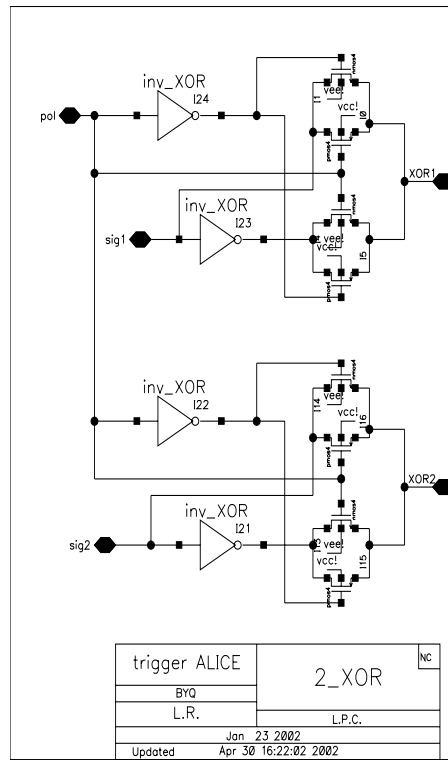 nmos4
inv_XOR
I24
I1
vee!
vcc!
I0
pol
pmos4
XOR1
inv_XOR
nmos4
I23
sig1
vee!
vcc!
I5
pmos4
inv_XOR
nmos4
I22
I14
vee!
vcc!
I16
pmos4
XOR2
inv_XOR
nmos4
I21
sig2
I13
vee!
vcc!
I15
pmos4
trigger ALICE
2_XOR
NC
BYQ
L.R.
L.P.C.
Jan 23 2002
Updated Apr 30 16:22:02 2002